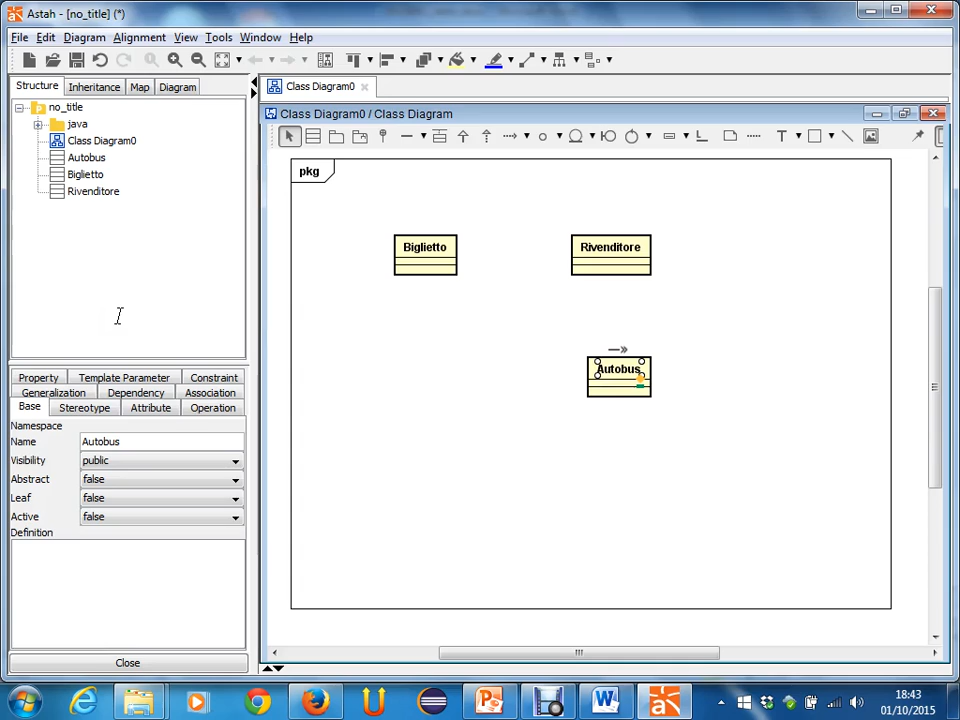 Astah - [no_title] (*)
File Edit Diagram Alignment View Tools Window Help
Structure Inheritance Map Diagram
no_title
java
Class Diagram0
Autobus
Biglietto
Rivenditore
Class Diagram0
Class Diagram0 / Class Diagram
pkg
Biglietto
Rivenditore
Autobus
Property Template Parameter Constraint
Generalization Dependency Association
Base Stereotype Attribute Operation
Namespace
Name Autobus
Visibility public
Abstract false
Leaf false
Active false
Definition
Close
18:43
01/10/2015